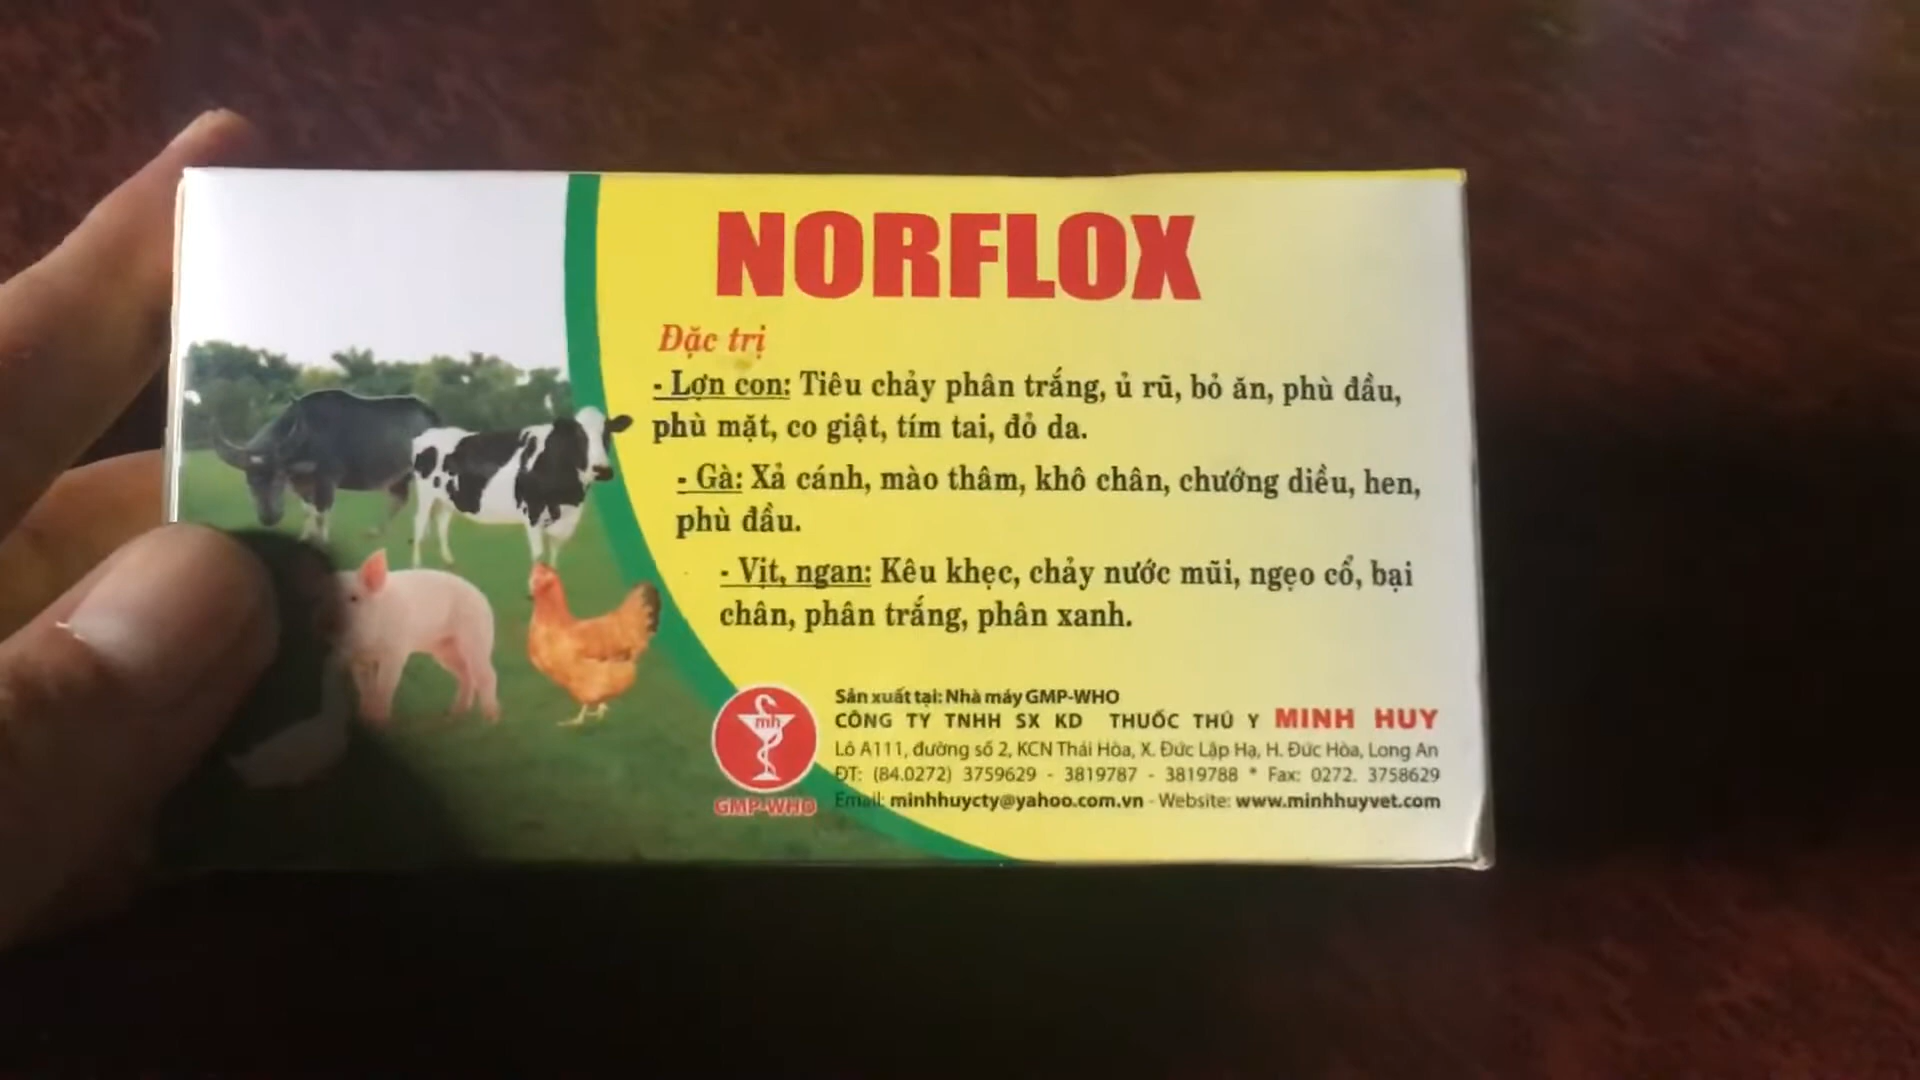 NORFLOX
Đặc trị
- Lợn con: Tiêu chảy phân trắng, ủ rũ, bỏ ăn, phù đầu,
phù mặt, co giật, tím tai, đỏ da.
- Gà: Xả cánh, mào thâm, khô chân, chướng diều, hen,
phù đầu.
- Vịt, ngan: Kêu khẹc, chảy nước mũi, ngẹo cổ, bại
chân, phân trắng, phân xanh.
mh
GMP-WHO
Sản xuất tại: Nhà máy GMP-WHO
CÔNG TY TNHH SX KD THUỐC THÚ Y MINH HUY
Lô A111, đường số 2, KCN Thái Hòa, X. Đức Lập Hạ, H. Đức Hòa, Long An
ĐT: (84.0272) 3759629 - 3819787 - 3819788 * Fax: 0272. 3758629
Email: minhhuycty@yahoo.com.vn - Website: www.minhhuyvet.com